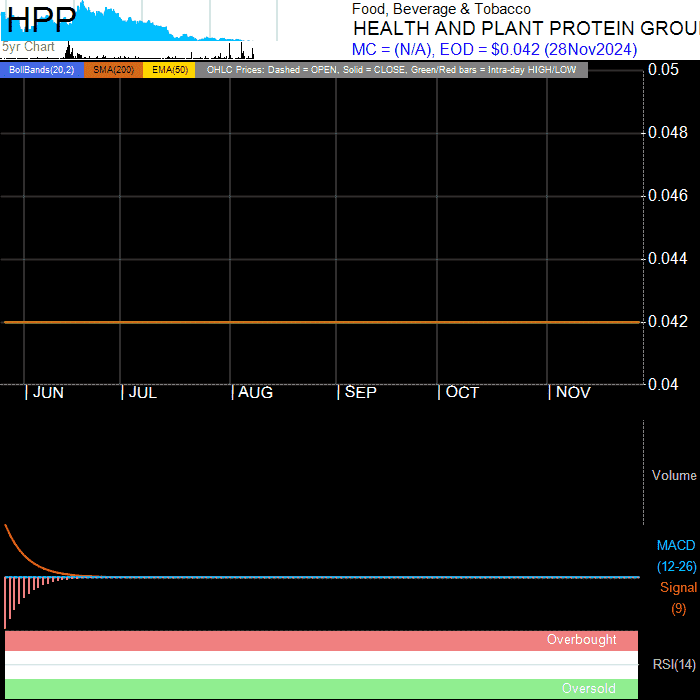 HPP
5yr Chart
Food, Beverage & Tobacco
HEALTH AND PLANT PROTEIN GROU
MC = (N/A), EOD = $0.042 (28Nov2024)
BollBands(20,2) SMA(200) EMA(50) OHLC Prices: Dashed = OPEN, Solid = CLOSE, Green/Red bars = Intra-day HIGH/LOW
0.05
0.048
0.046
0.044
0.042
0.04
JUN JUL AUG SEP OCT NOV
Volume
MACD
(12-26)
Signal
(9)
Overbought
RSI(14)
Oversold